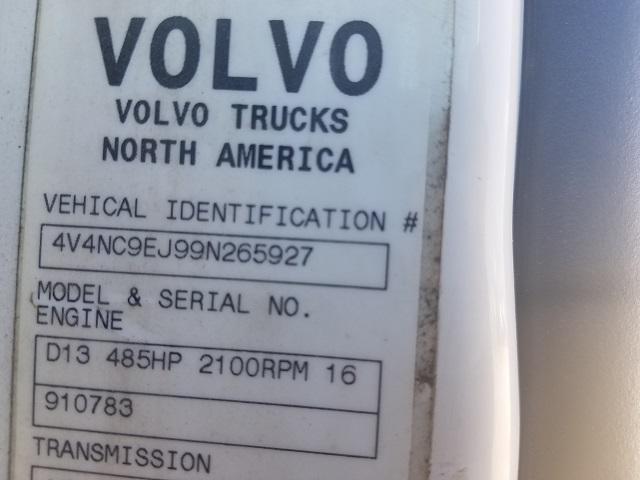 VOLVO
VOLVO TRUCKS
NORTH AMERICA
VEHICAL IDENTIFICATION #
4V4NC9EJ99N265927
MODEL & SERIAL NO.
ENGINE
D13 485HP 2100RPM 16
910783
TRANSMISSION